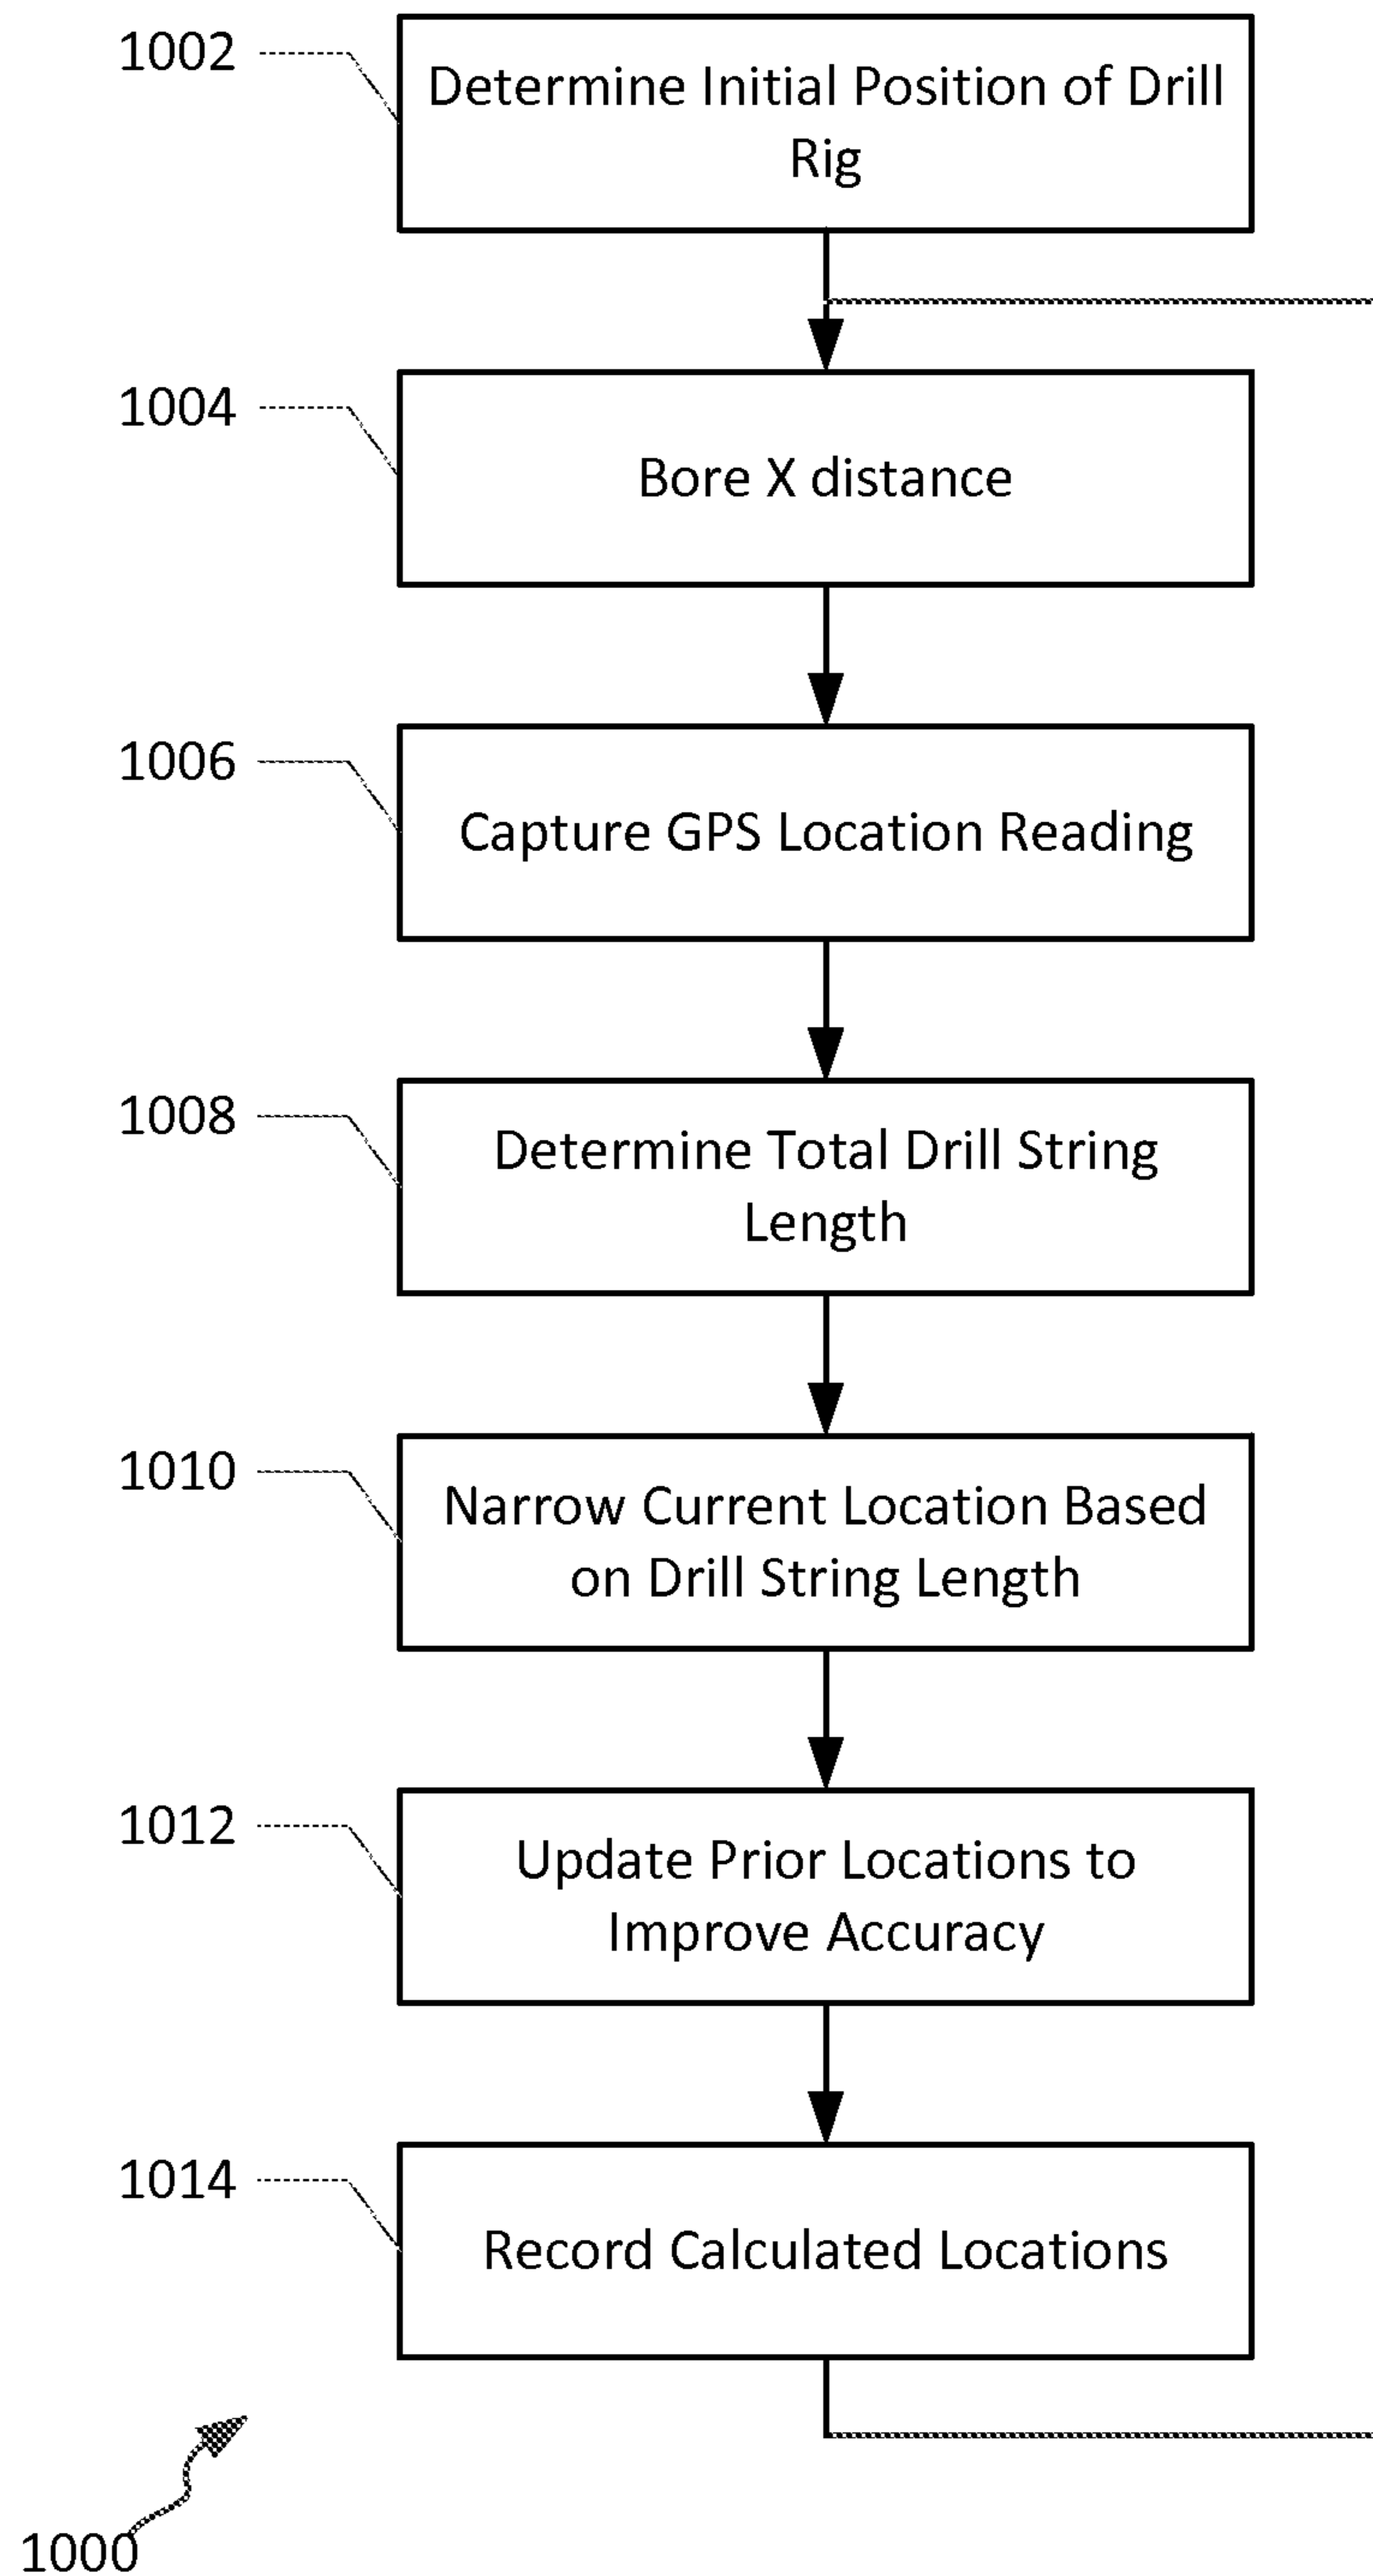 1002
Determine Initial Position of Drill
Rig
1004
Bore X distance
1006
Capture GPS Location Reading
1008
Determine Total Drill String
Length
1010
Narrow Current Location Based
on Drill String Length
1012
Update Prior Locations to
Improve Accuracy
1014
Record Calculated Locations
1000